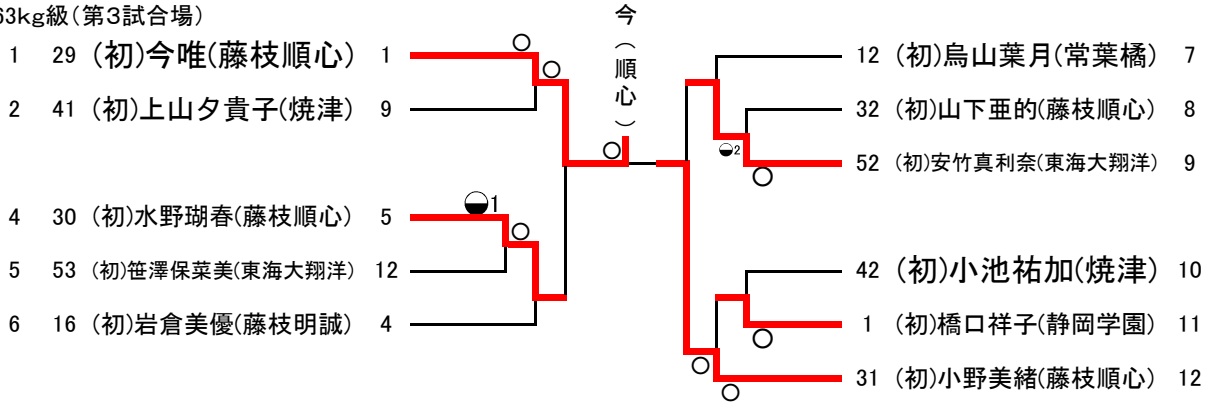 63kg級(第3試合場)
今(順心)
1 29 (初)今唯(藤枝順心) 1
2 41 (初)上山夕貴子(焼津) 9
4 30 (初)水野瑚春(藤枝順心) 5
1
5 53 (初)笹澤保菜美(東海大翔洋) 12
6 16 (初)岩倉美優(藤枝明誠) 4
12 (初)烏山葉月(常葉橘) 7
32 (初)山下亜的(藤枝順心) 8
2
52 (初)安竹真利奈(東海大翔洋) 9
42 (初)小池祐加(焼津) 10
1 (初)橋口祥子(静岡学園) 11
31 (初)小野美緒(藤枝順心) 12